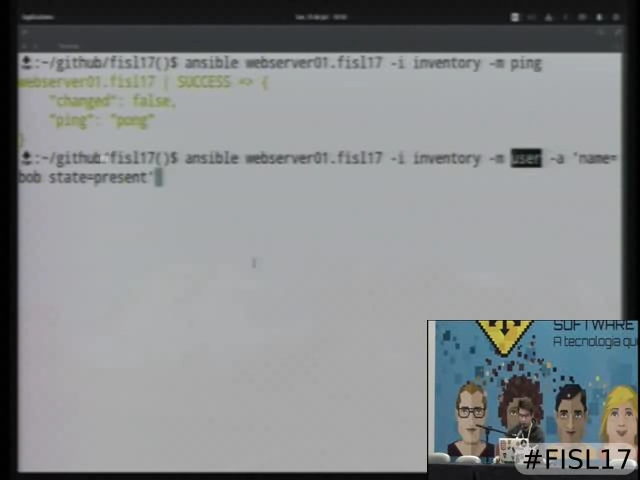 :~/github/fisl17()$ ansible webserver01.fisl17 -i inventory -m ping
webserver01.fisl17 | SUCCESS => {
"changed": false,
"ping": "pong"
}
:~/github/fisl17()$ ansible webserver01.fisl17 -i inventory -m user -a 'name=
bob state=present'
SOFTWARE
A tecnologia qu
#FISL17